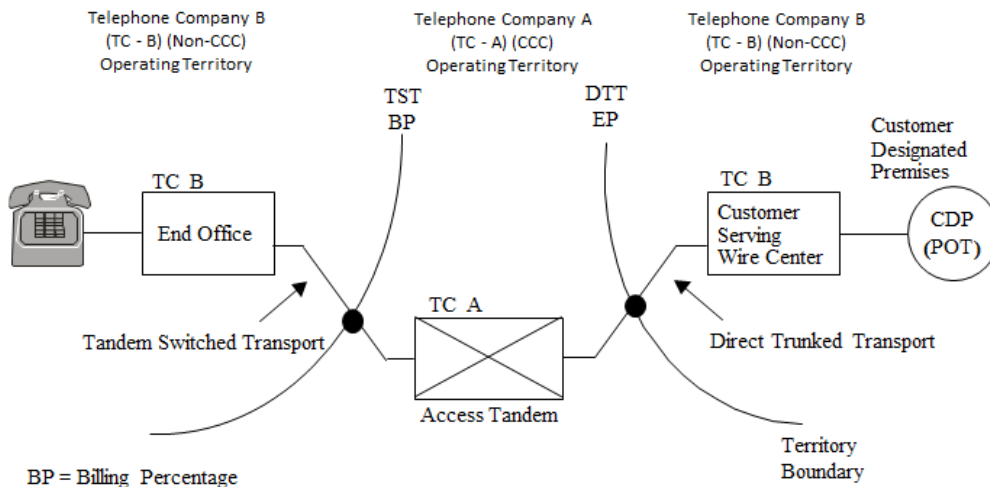 Telephone Company B
(TC - B) (Non-CCC)
Operating Territory
Telephone Company A
(TC - A) (CCC)
Operating Territory
Telephone Company B
(TC - B) (Non-CCC)
Operating Territory
TST
BP
DTT
EP
Customer
Designated
Premises
TC B
End Office
TC B
Customer
Serving
Wire Center
CDP
(POT)
TC A
Tandem Switched Transport
Direct Trunked Transport
Access Tandem
Territory
Boundary
BP = Billing Percentage